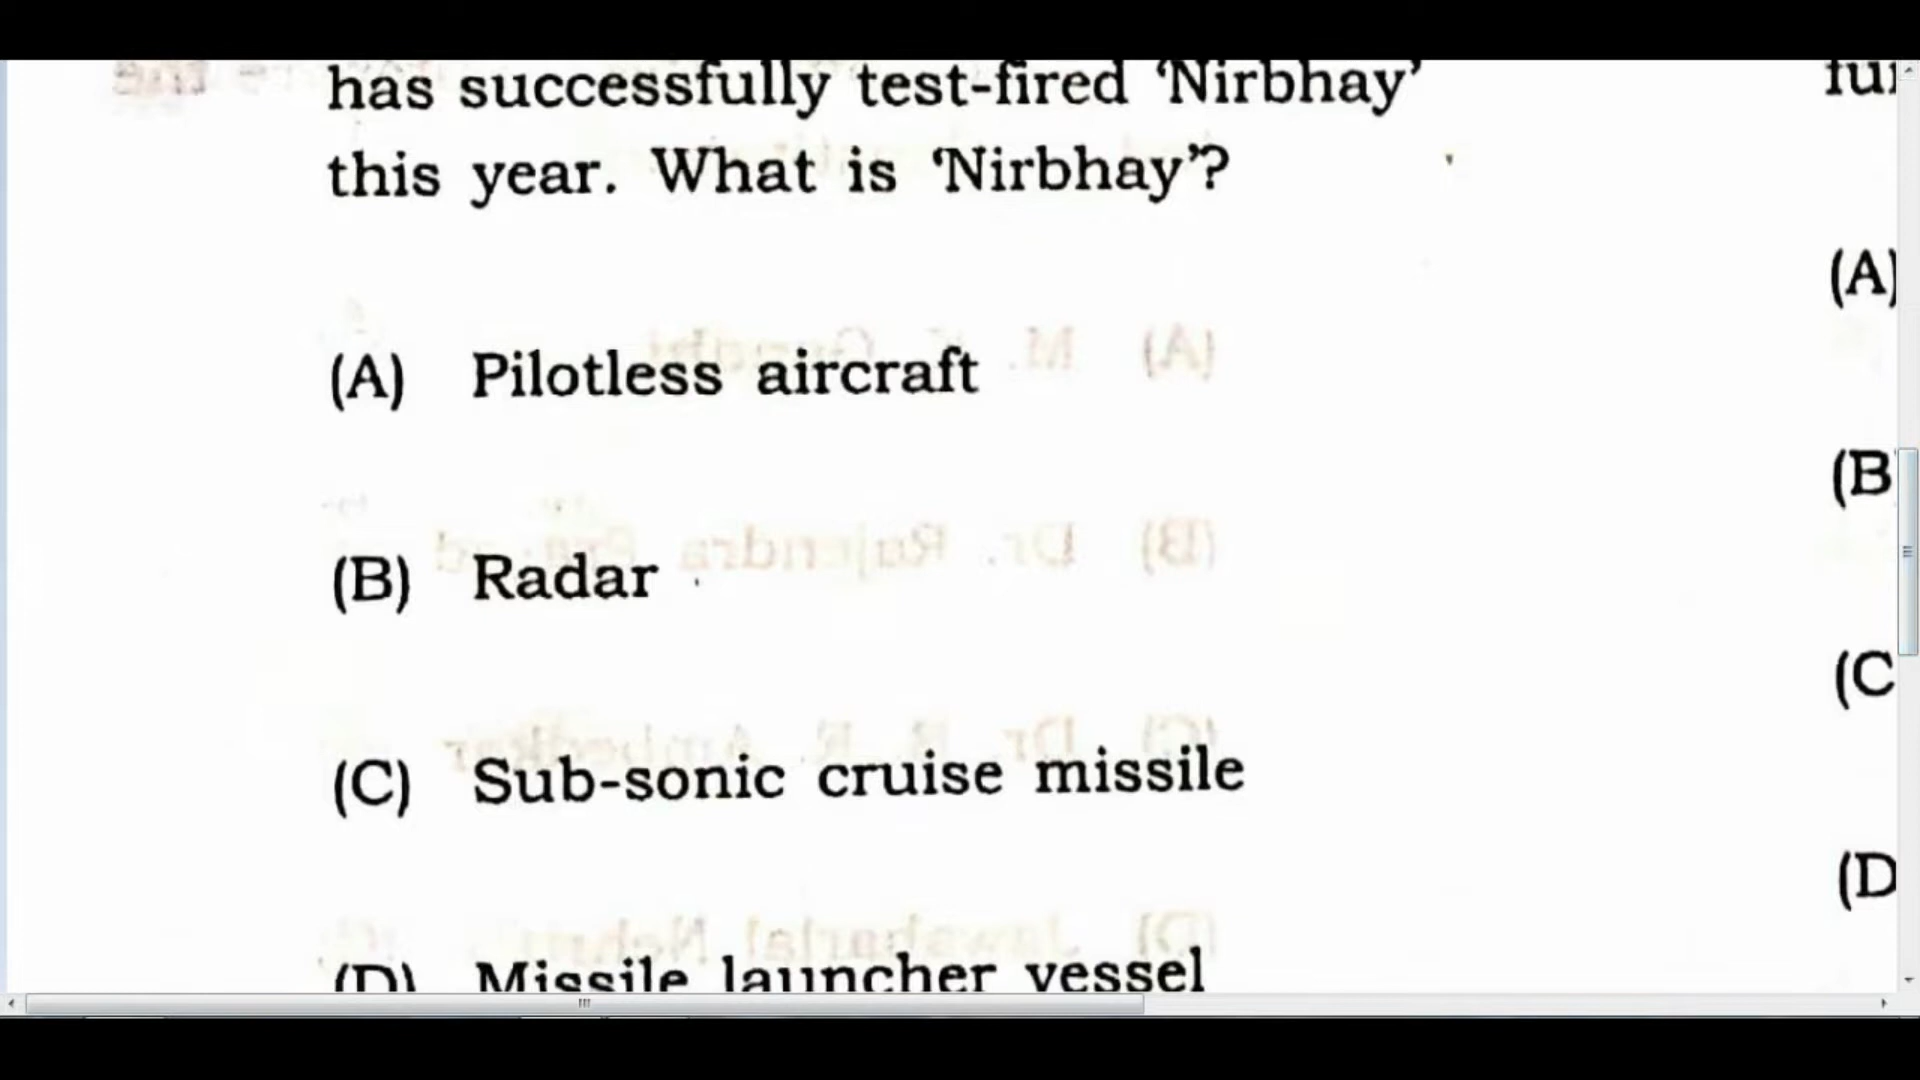 has successfully test-fired ‘Nirbhay’
this year. What is ‘Nirbhay’?
(A) Pilotless aircraft
(B) Radar
(C) Sub-sonic cruise missile
(D) Missile launcher vessel
(A)
(B
(C
(D